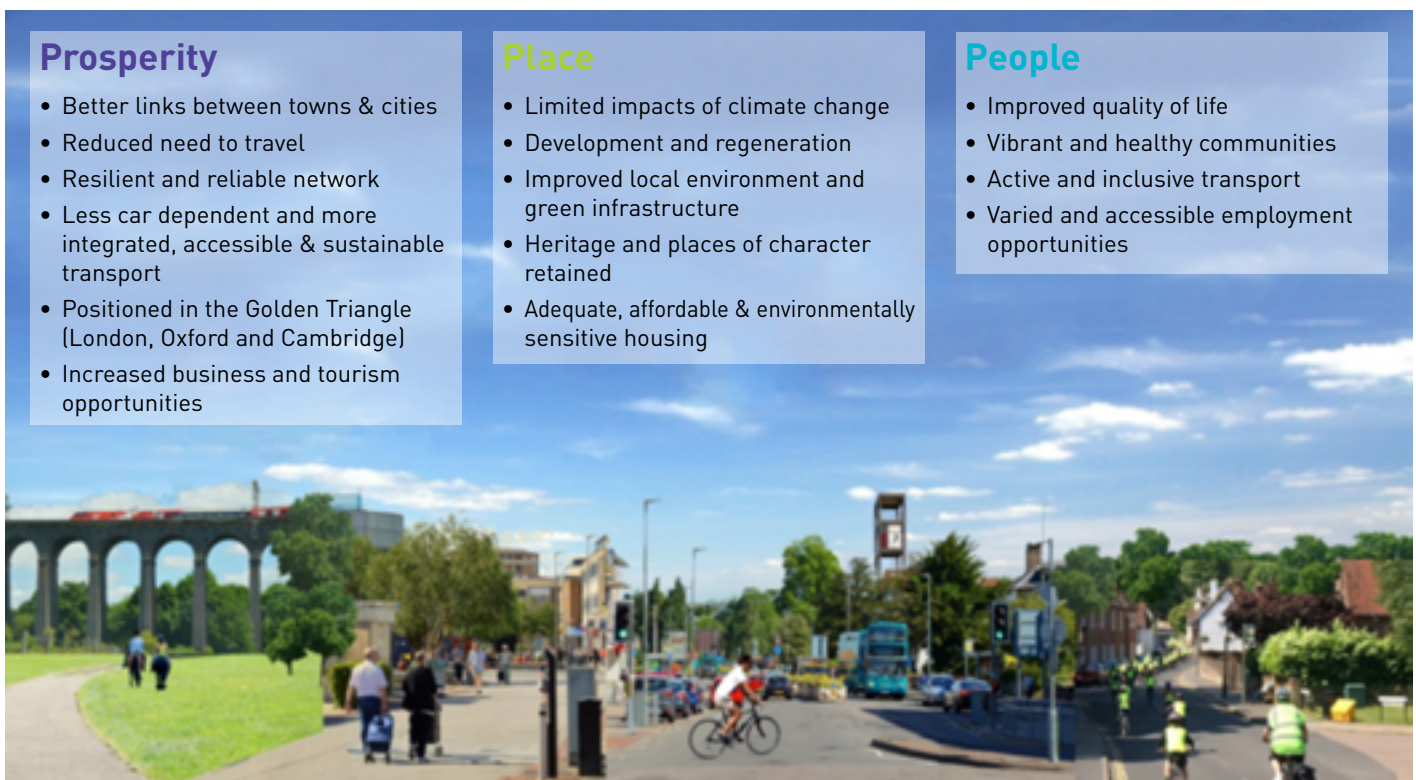 Prosperity
• Better links between towns & cities
• Reduced need to travel
• Resilient and reliable network
• Less car dependent and more
integrated, accessible & sustainable
transport
• Positioned in the Golden Triangle
(London, Oxford and Cambridge)
• Increased business and tourism
opportunities
Place
• Limited impacts of climate change
• Development and regeneration
• Improved local environment and
green infrastructure
• Heritage and places of character
retained
• Adequate, affordable & environmentally
sensitive housing
People
• Improved quality of life
• Vibrant and healthy communities
• Active and inclusive transport
• Varied and accessible employment
opportunities